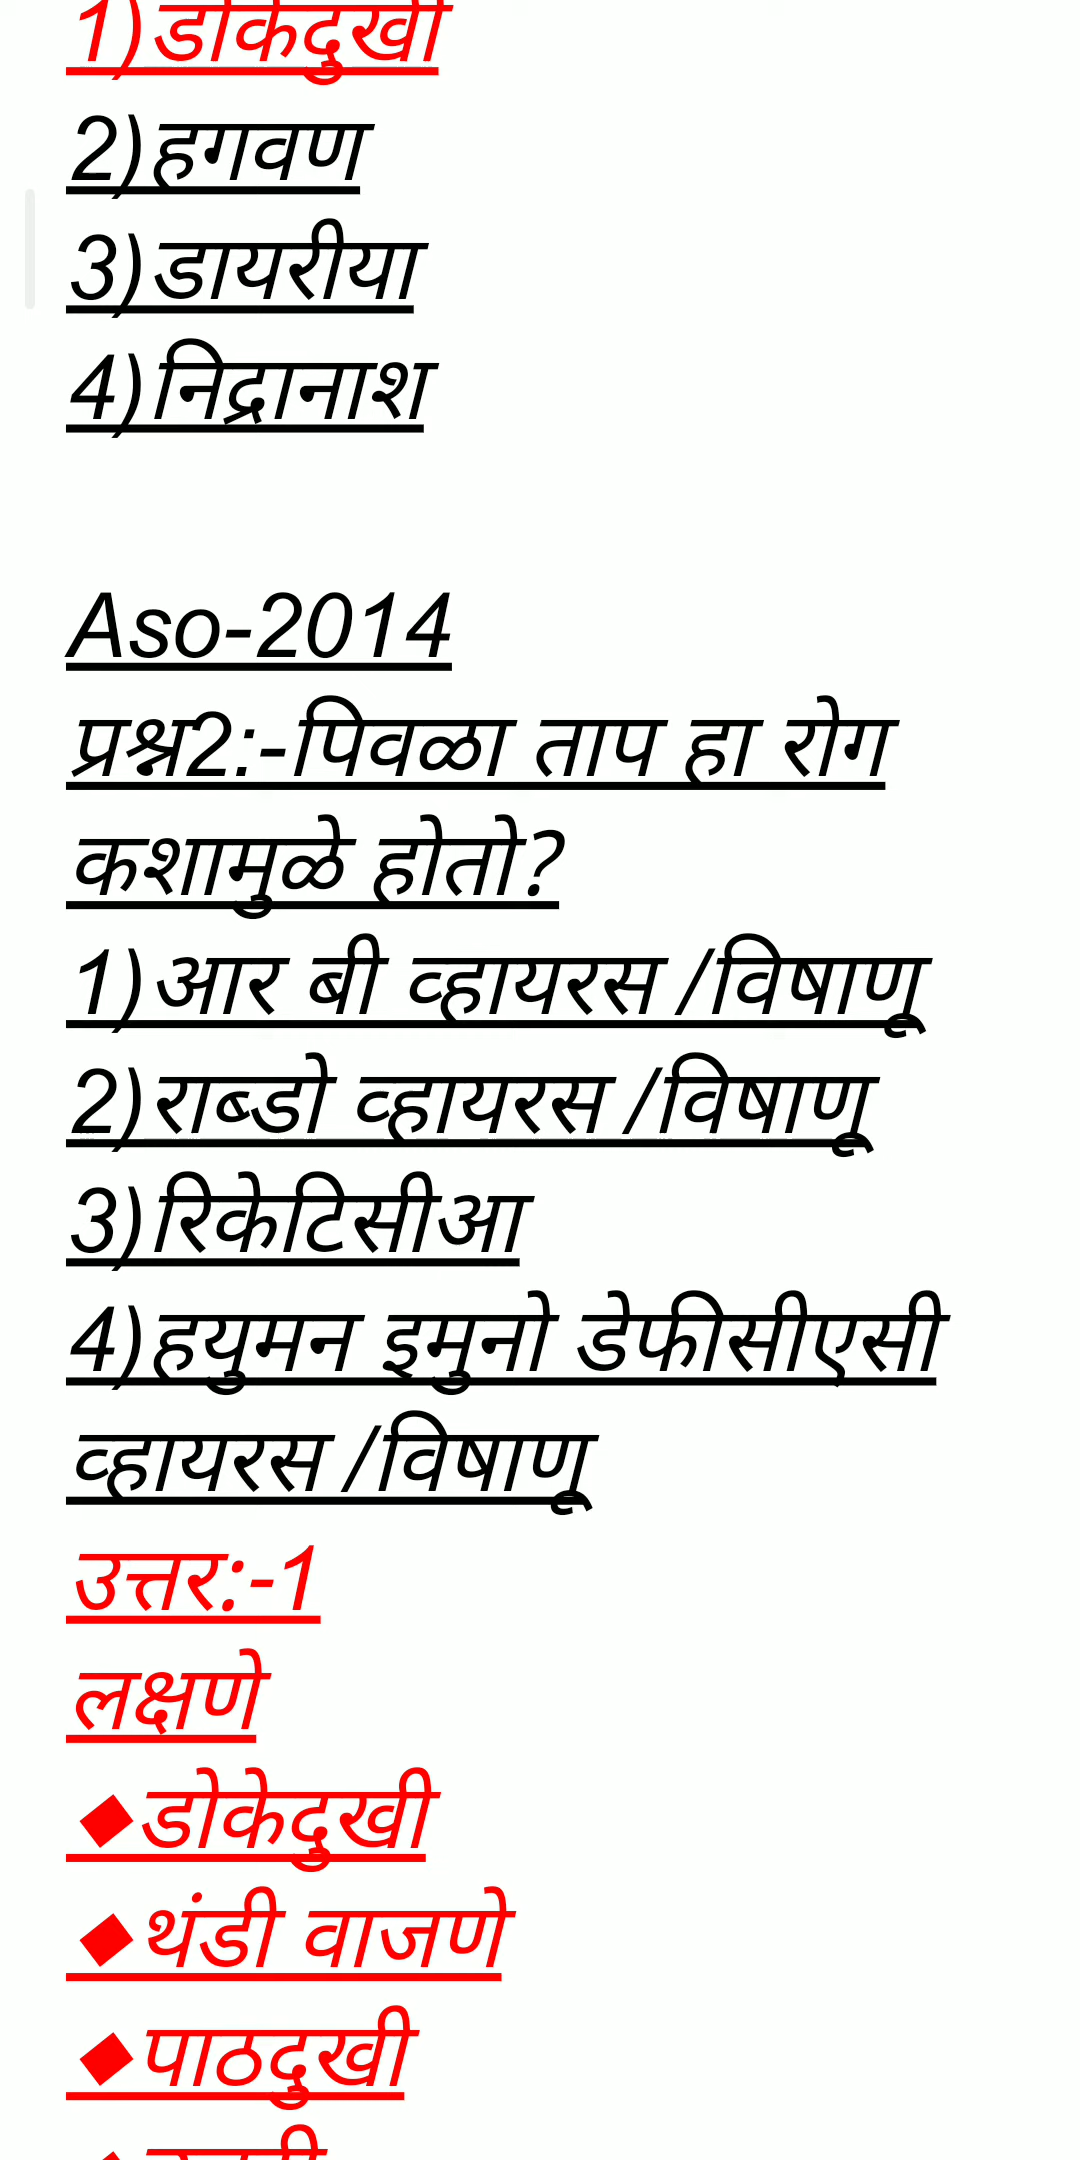 1)डोकेदुखी
2)हगवण
3)डायरीया
4)निद्रानाश
Aso-2014
प्रश्न2:-पिवळा ताप हा रोग
कशामुळे होतो?
1)आर बी व्हायरस /विषाणू
2)राब्डो व्हायरस /विषाणू
3)रिकेटिसीआ
4)हयुमन इमुनो डेफीसीएसी
व्हायरस /विषाणू
उत्तर:-1
लक्षणे
◆डोकेदुखी
◆थंडी वाजणे
◆पाठदुखी